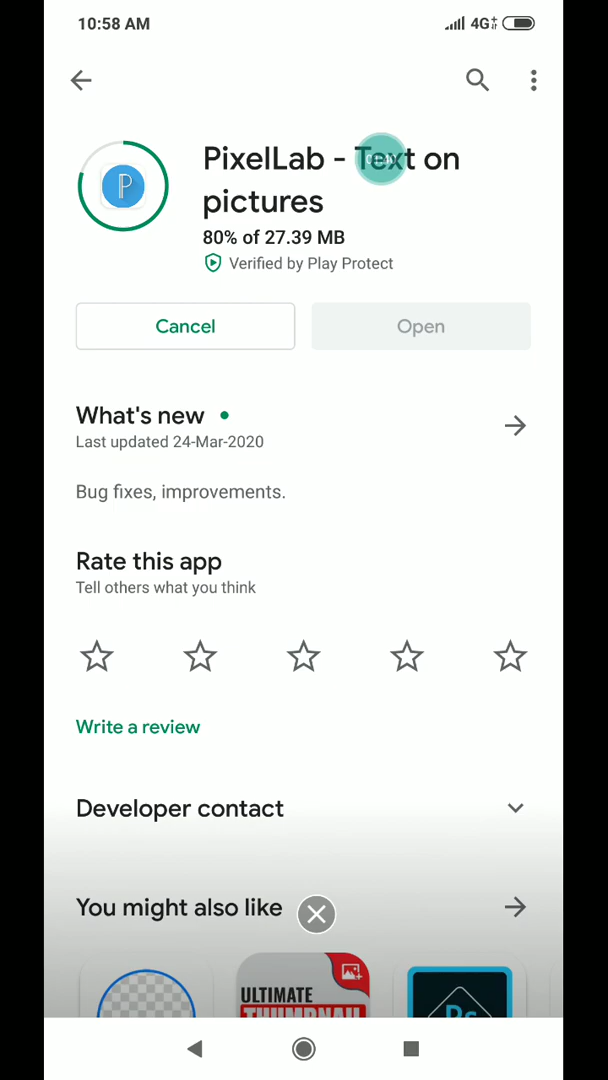 10:58 AM
4G
PixelLab - Text on
pictures
80% of 27.39 MB
Verified by Play Protect
Cancel
Open
What's new
Last updated 24-Mar-2020
Bug fixes, improvements.
Rate this app
Tell others what you think
Write a review
Developer contact
You might also like
ULTIMATE
THUMBNAIL
Ps